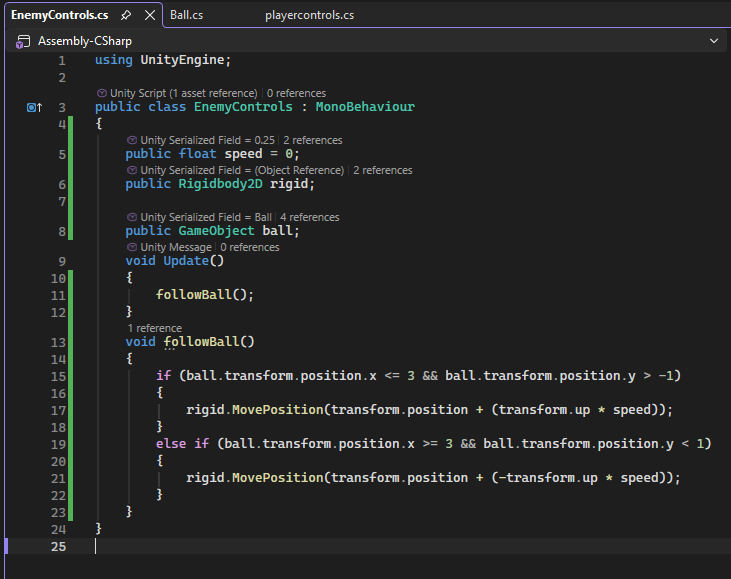 EnemyControls.cs
Ball.cs
playercontrols.cs
Assembly-CSharp
1 using UnityEngine;
2
Unity Script (1 asset reference) | 0 references
3 public class EnemyControls : MonoBehaviour
4 {
Unity Serialized Field = 0.25 | 2 references
5 public float speed = 0;
Unity Serialized Field = (Object Reference) | 2 references
6 public Rigidbody2D rigid;
7
Unity Serialized Field = Ball | 4 references
8 public GameObject ball;
Unity Message | 0 references
9 void Update()
10 {
11 followBall();
12 }
1 reference
13 void followBall()
14 {
15 if (ball.transform.position.x <= 3 && ball.transform.position.y > -1)
16 {
17 rigid.MovePosition(transform.position + (transform.up * speed));
18 }
19 else if (ball.transform.position.x >= 3 && ball.transform.position.y < 1)
20 {
21 rigid.MovePosition(transform.position + (-transform.up * speed));
22 }
23 }
24 }
25